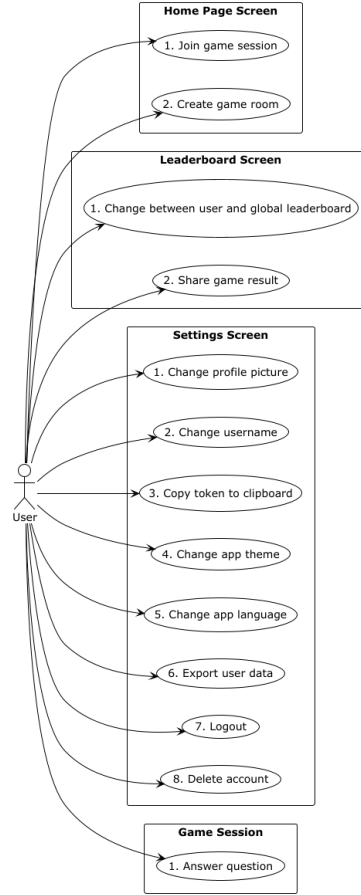 Home Page Screen
1. Join game session
2. Create game room
Leaderboard Screen
1. Change between user and global leaderboard
2. Share game result
Settings Screen
1. Change profile picture
2. Change username
3. Copy token to clipboard
User
4. Change app theme
5. Change app language
6. Export user data
7. Logout
8. Delete account
Game Session
1. Answer question